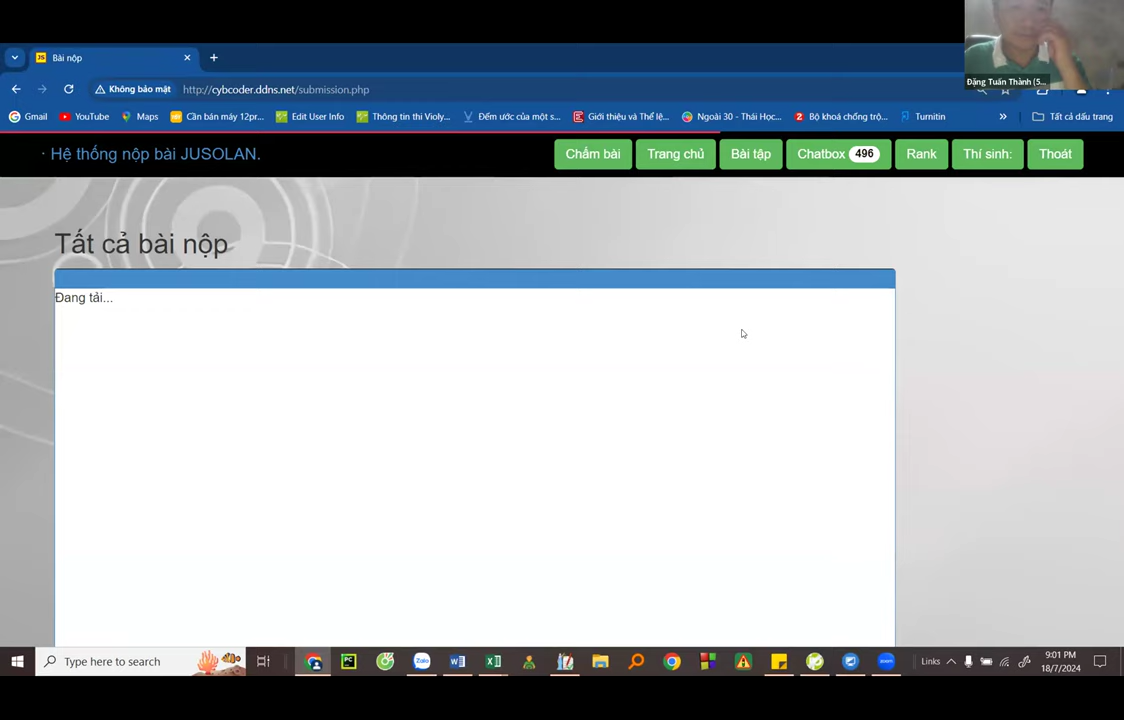 Bài nộp
Đặng Tuấn Thành (5...
Không bảo mật
http://cybcoder.ddns.net/submission.php
Gmail
YouTube
Maps
Cần bán máy 12pr...
Edit User Info
Thông tin thi Violy...
Đếm ước của một s...
Giới thiệu và Thể lệ...
Ngoài 30 - Thái Học...
Bộ khoá chống trộ...
Turnitin
Tất cả dấu trang
· Hệ thống nộp bài JUSOLAN.
Chấm bài
Trang chủ
Bài tập
Chatbox 496
Rank
Thí sinh:
Thoát
Tất cả bài nộp
Đang tải...
Type here to search
Links
9:01 PM
18/7/2024